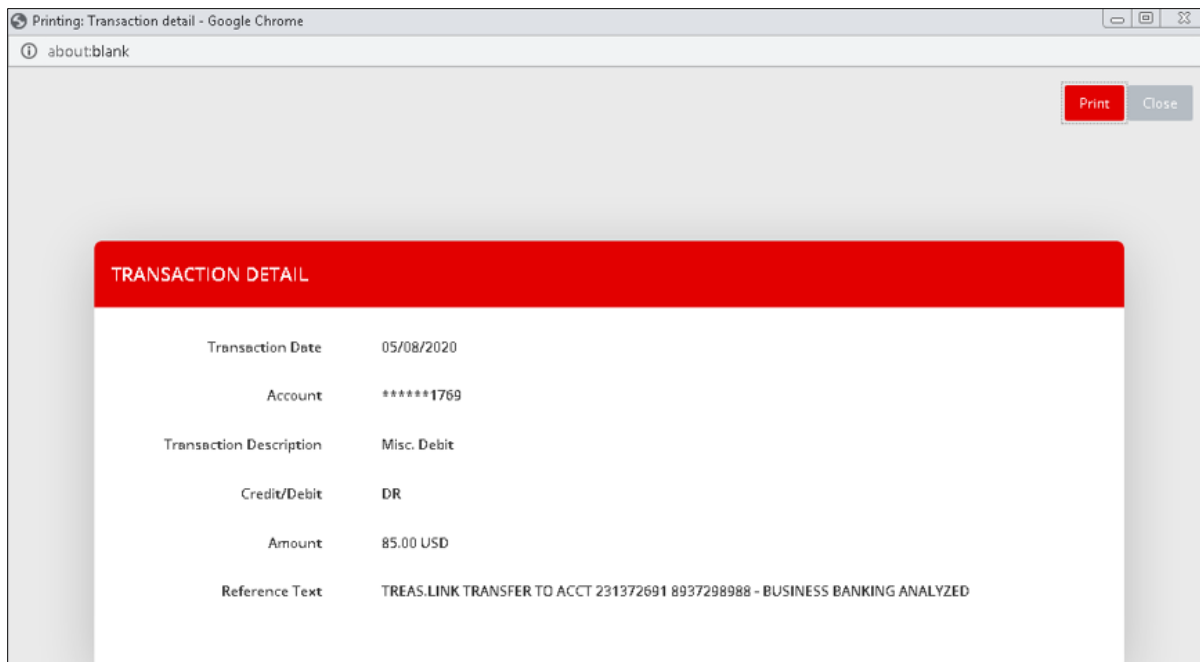 Printing: Transaction detail - Google Chrome
about:blank
Print Close
TRANSACTION DETAIL
Transaction Date 05/08/2020
Account ******1769
Transaction Description Misc. Debit
Credit/Debit DR
Amount 85.00 USD
Reference Text TREAS.LINK TRANSFER TO ACCT 231372691 8937298988 - BUSINESS BANKING ANALYZED